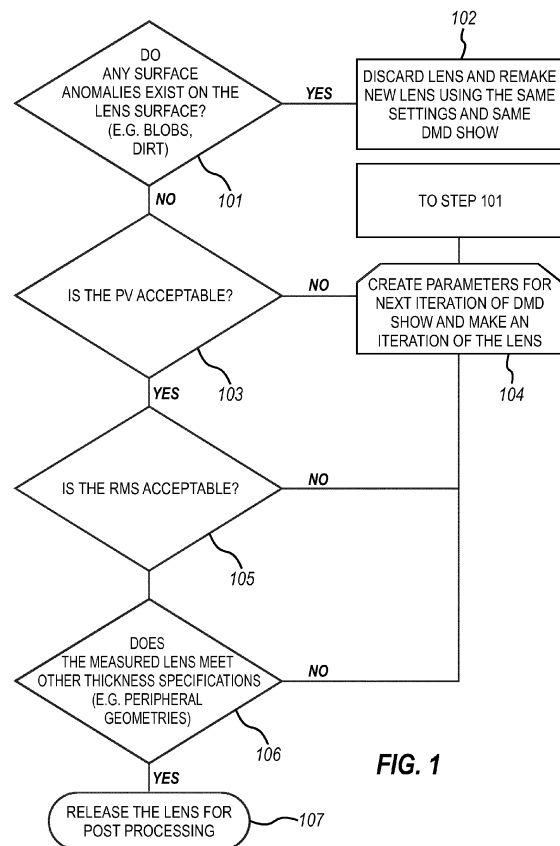 DO
ANY SURFACE
ANOMALIES EXIST ON THE
LENS SURFACE?
(E.G. BLOBS,
DIRT)
101
YES
102
DISCARD LENS AND REMAKE
NEW LENS USING THE SAME
SETTINGS AND SAME
DMD SHOW
NO
TO STEP 101
IS THE PV ACCEPTABLE?
103
NO
CREATE PARAMETERS FOR
NEXT ITERATION OF DMD
SHOW AND MAKE AN
ITERATION OF THE LENS
104
YES
IS THE RMS ACCEPTABLE?
105
NO
DOES
THE MEASURED LENS MEET
OTHER THICKNESS SPECIFICATIONS
(E.G. PERIPHERAL
GEOMETRIES)
106
NO
YES
RELEASE THE LENS FOR
POST PROCESSING
107
FIG. 1